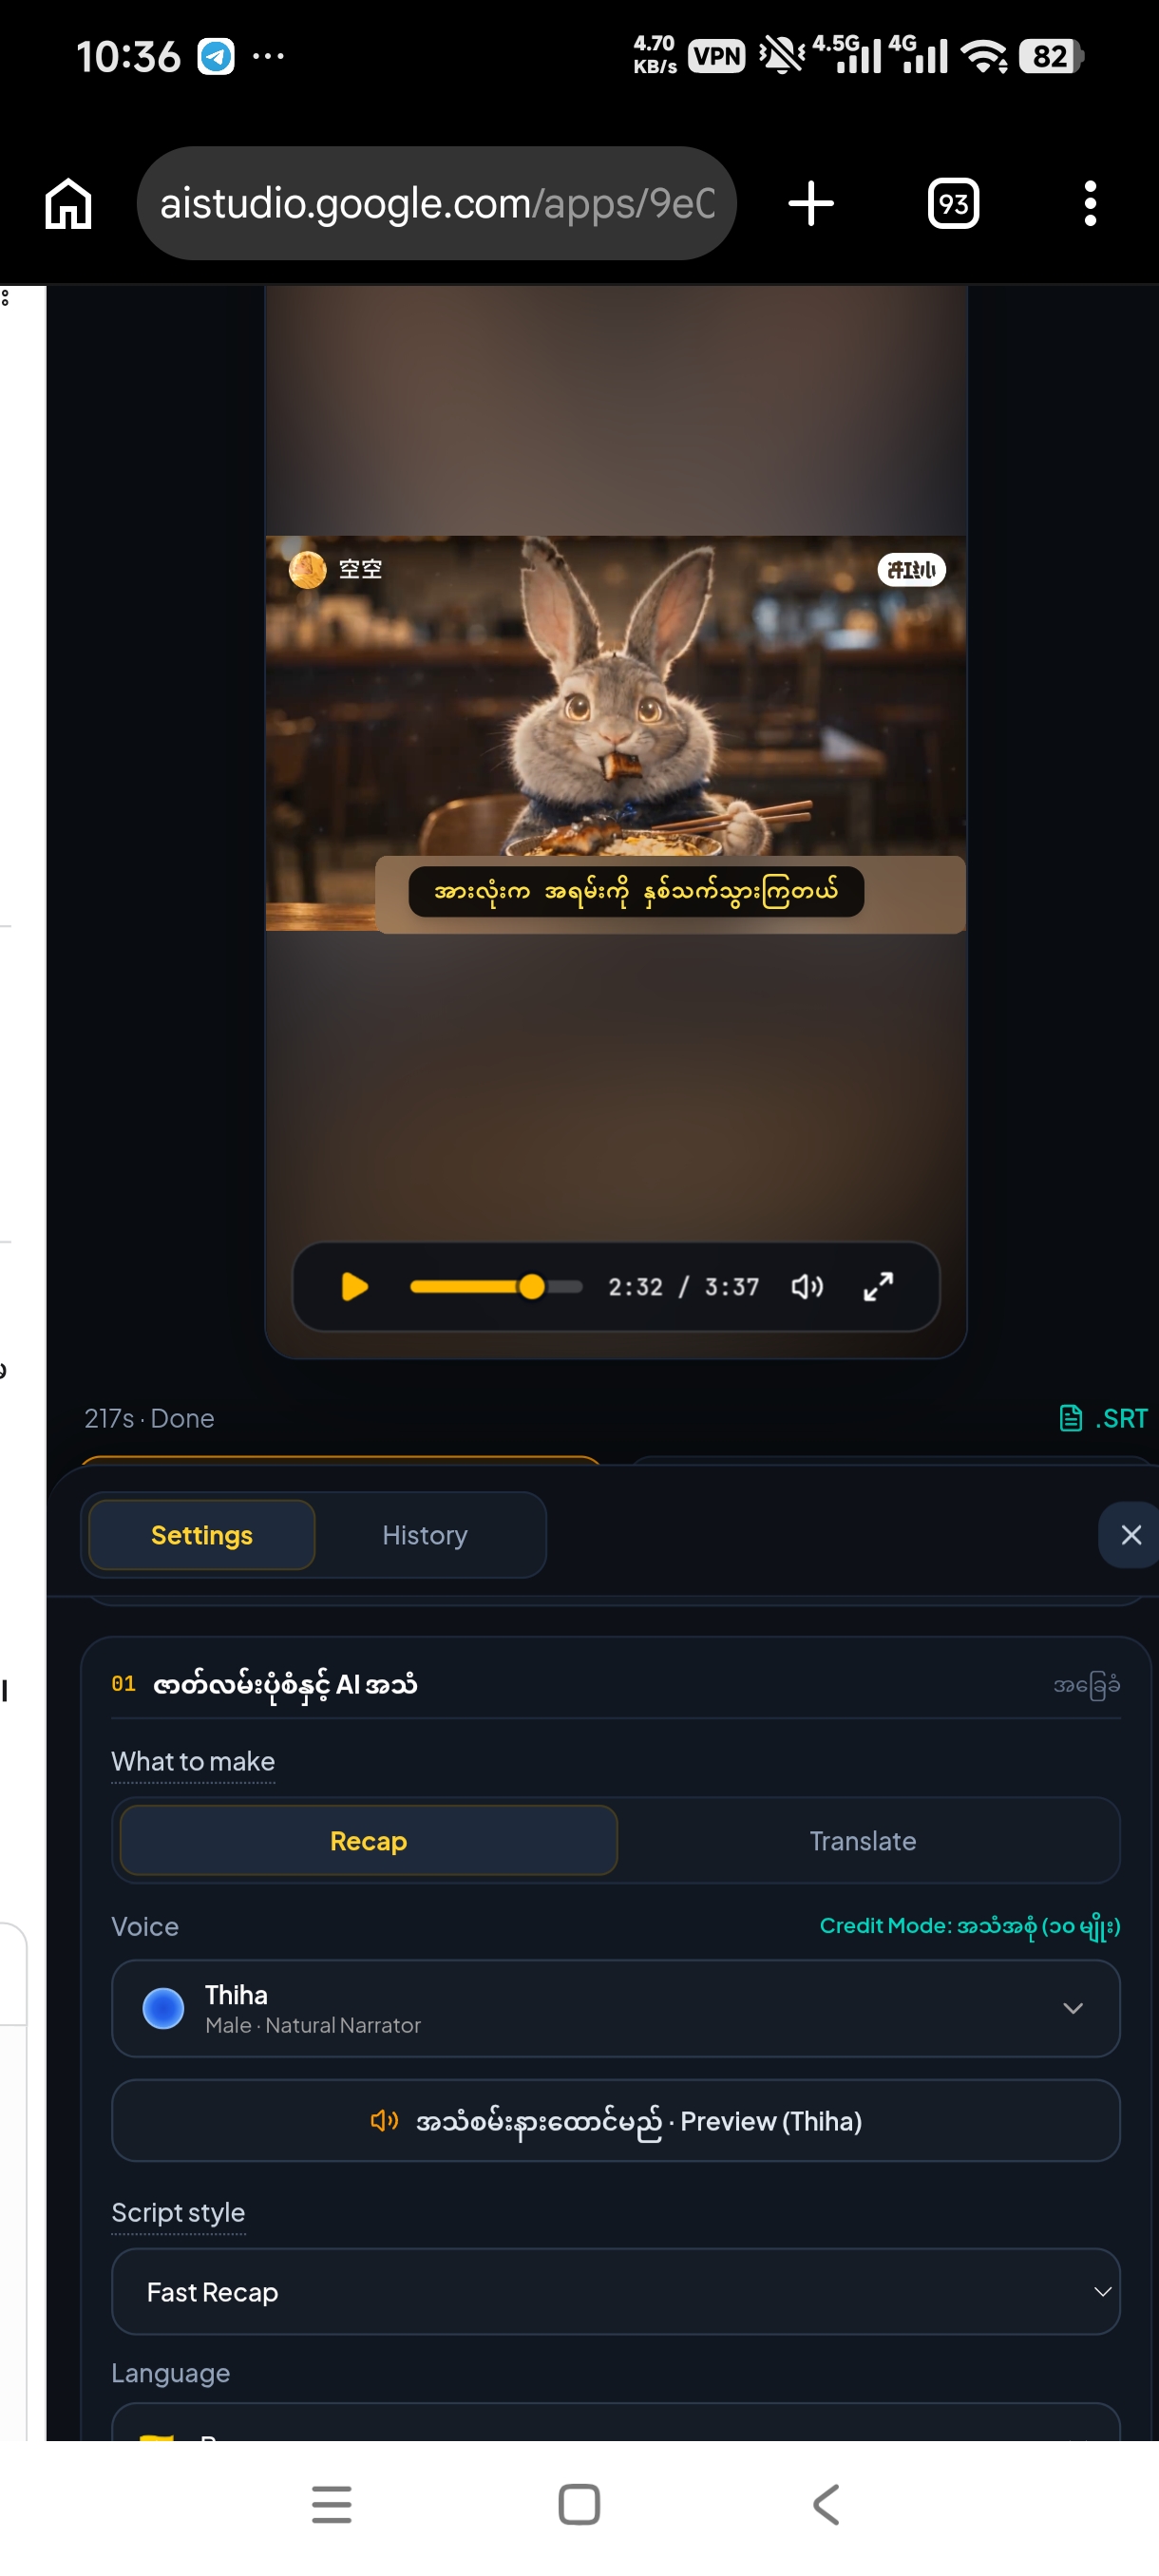 10:36 ...
4.70 KB/s VPN 4.5G 4G 82
aistudio.google.com/apps/9e
93
空空
အားလုံးက အရမ်းကို နှစ်သက်သွားကြတယ်
2:32 / 3:37
217s · Done
.SRT
Settings History
01 ဇာတ်လမ်းပုံစံနှင့် AI အသံ
အခြေခံ
What to make
Recap Translate
Voice
Credit Mode: အသံအစုံ (၁၀ မျိုး)
Thiha
Male · Natural Narrator
အသံစမ်းနားထောင်မည် · Preview (Thiha)
Script style
Fast Recap
Language